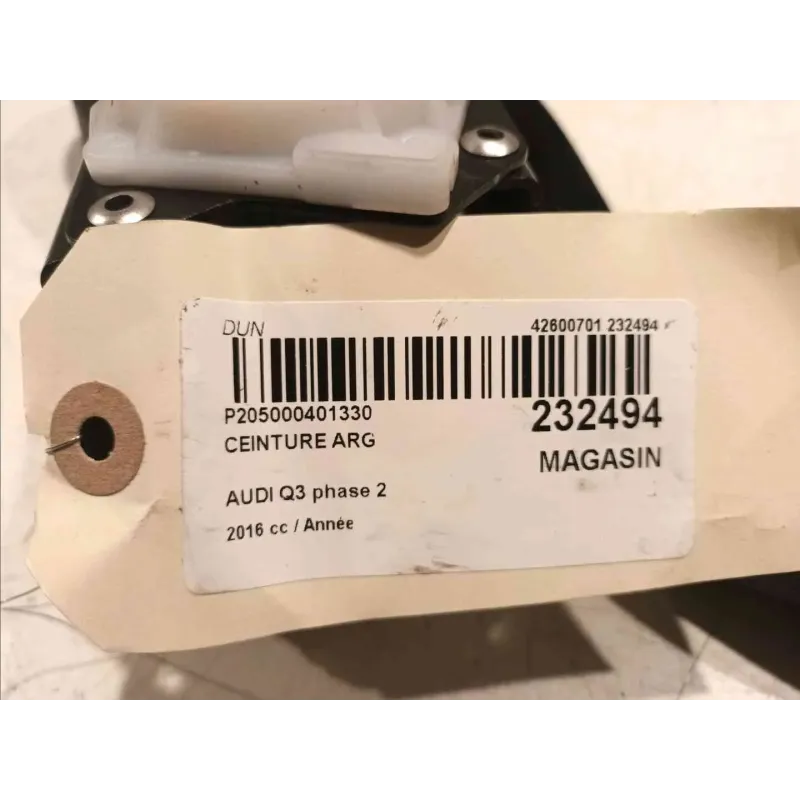 DUN 42600701 232494
P205000401330 232494
CEINTURE ARG
MAGASIN
AUDI Q3 phase 2
2016 cc / Année